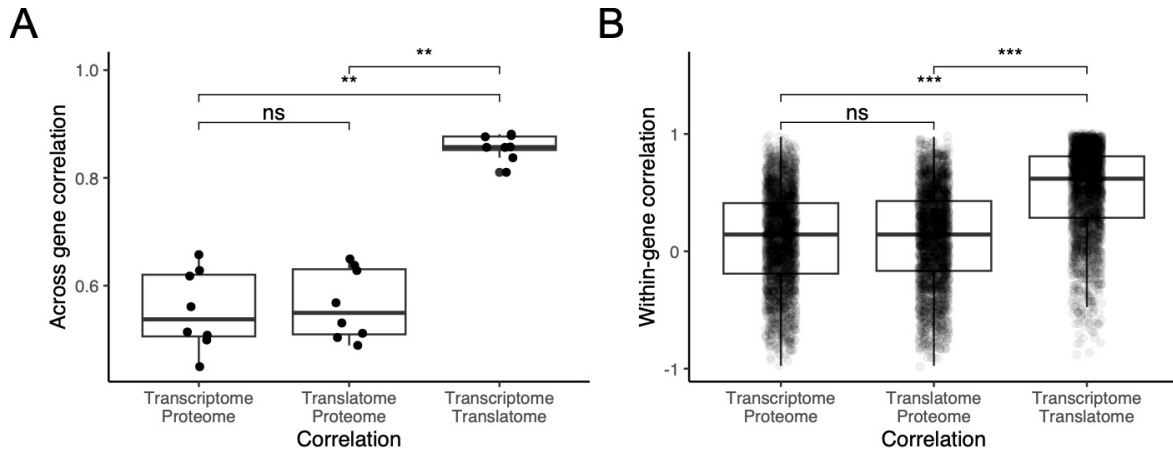 A
**
**
ns
1.0
0.8
0.6
Across gene correlation
Transcriptome
Proteome
Translatome
Proteome
Transcriptome
Translatome
Correlation
B
***
***
ns
1
0
-1
Within-gene correlation
Transcriptome
Proteome
Translatome
Proteome
Transcriptome
Translatome
Correlation